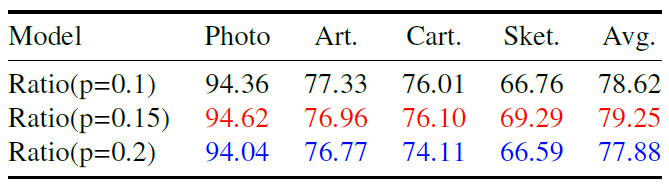 Model Photo Art. Cart. Sket. Avg.
Ratio(p=0.1) 94.36 77.33 76.01 66.76 78.62
Ratio(p=0.15) 94.62 76.96 76.10 69.29 79.25
Ratio(p=0.2) 94.04 76.77 74.11 66.59 77.88